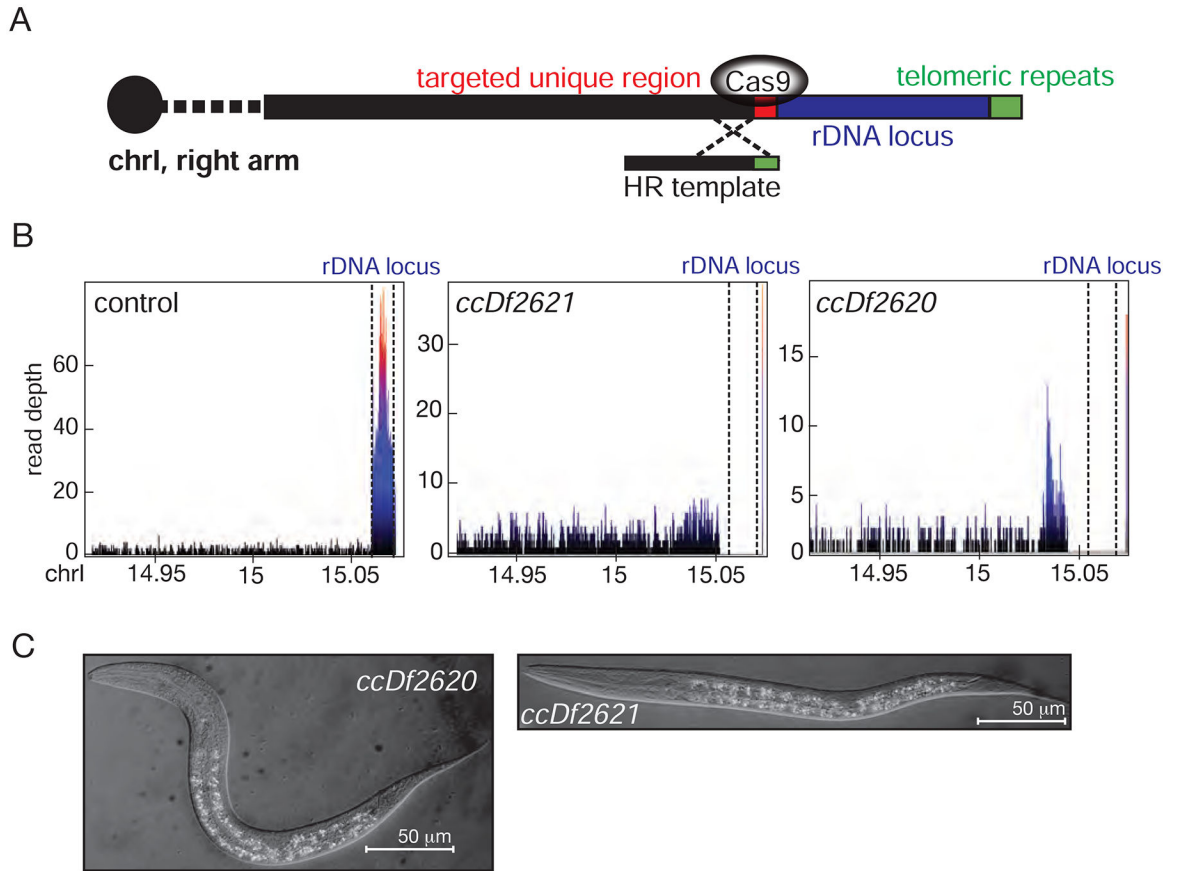 A
targeted unique region
Cas9
telomeric repeats
rDNA locus
chrI, right arm
HR template
B
rDNA locus
rDNA locus
rDNA locus
control
ccDf2621
ccDf2620
read depth
60
40
20
0
30
20
10
0
15
10
5
0
chrI
14.95
15
15.05
14.95
15
15.05
14.95
15
15.05
C
ccDf2620
50 μm
ccDf2621
50 μm